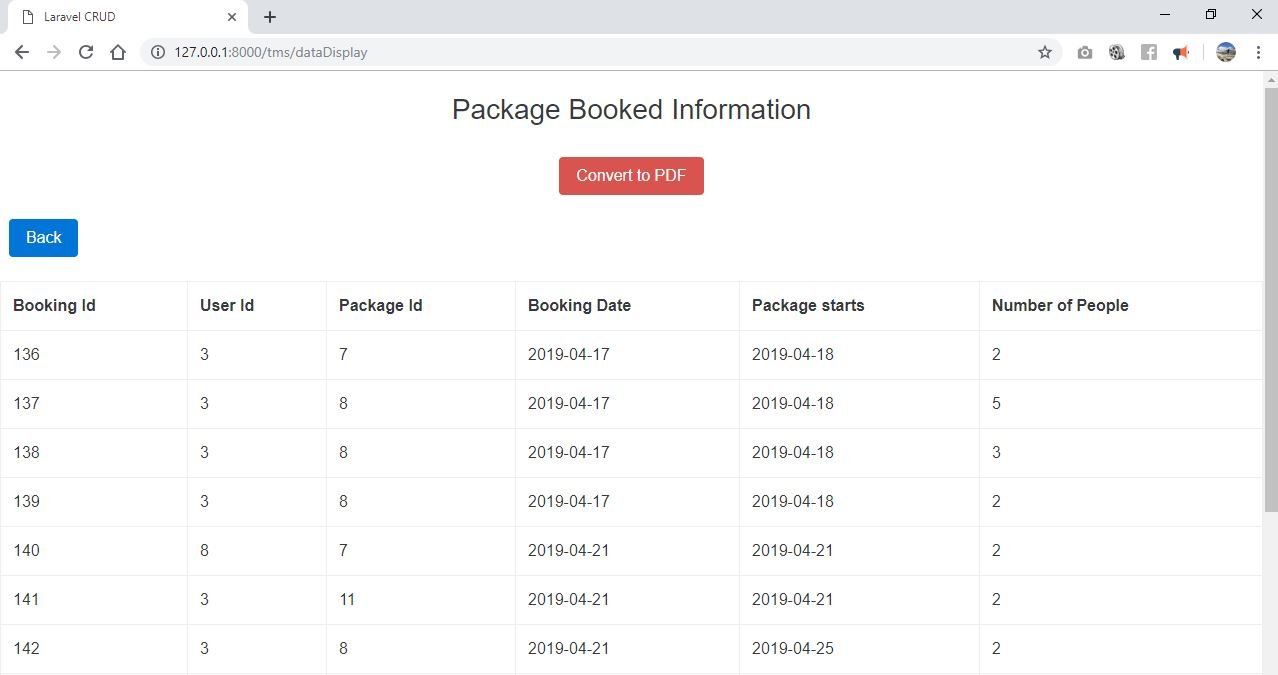 Laravel CRUD
127.0.0.1:8000/tms/dataDisplay
Package Booked Information
Convert to PDF
Back
Booking Id User Id Package Id Booking Date Package starts Number of People
136 3 7 2019-04-17 2019-04-18 2
137 3 8 2019-04-17 2019-04-18 5
138 3 8 2019-04-17 2019-04-18 3
139 3 8 2019-04-17 2019-04-18 2
140 8 7 2019-04-21 2019-04-21 2
141 3 11 2019-04-21 2019-04-21 2
142 3 8 2019-04-21 2019-04-25 2